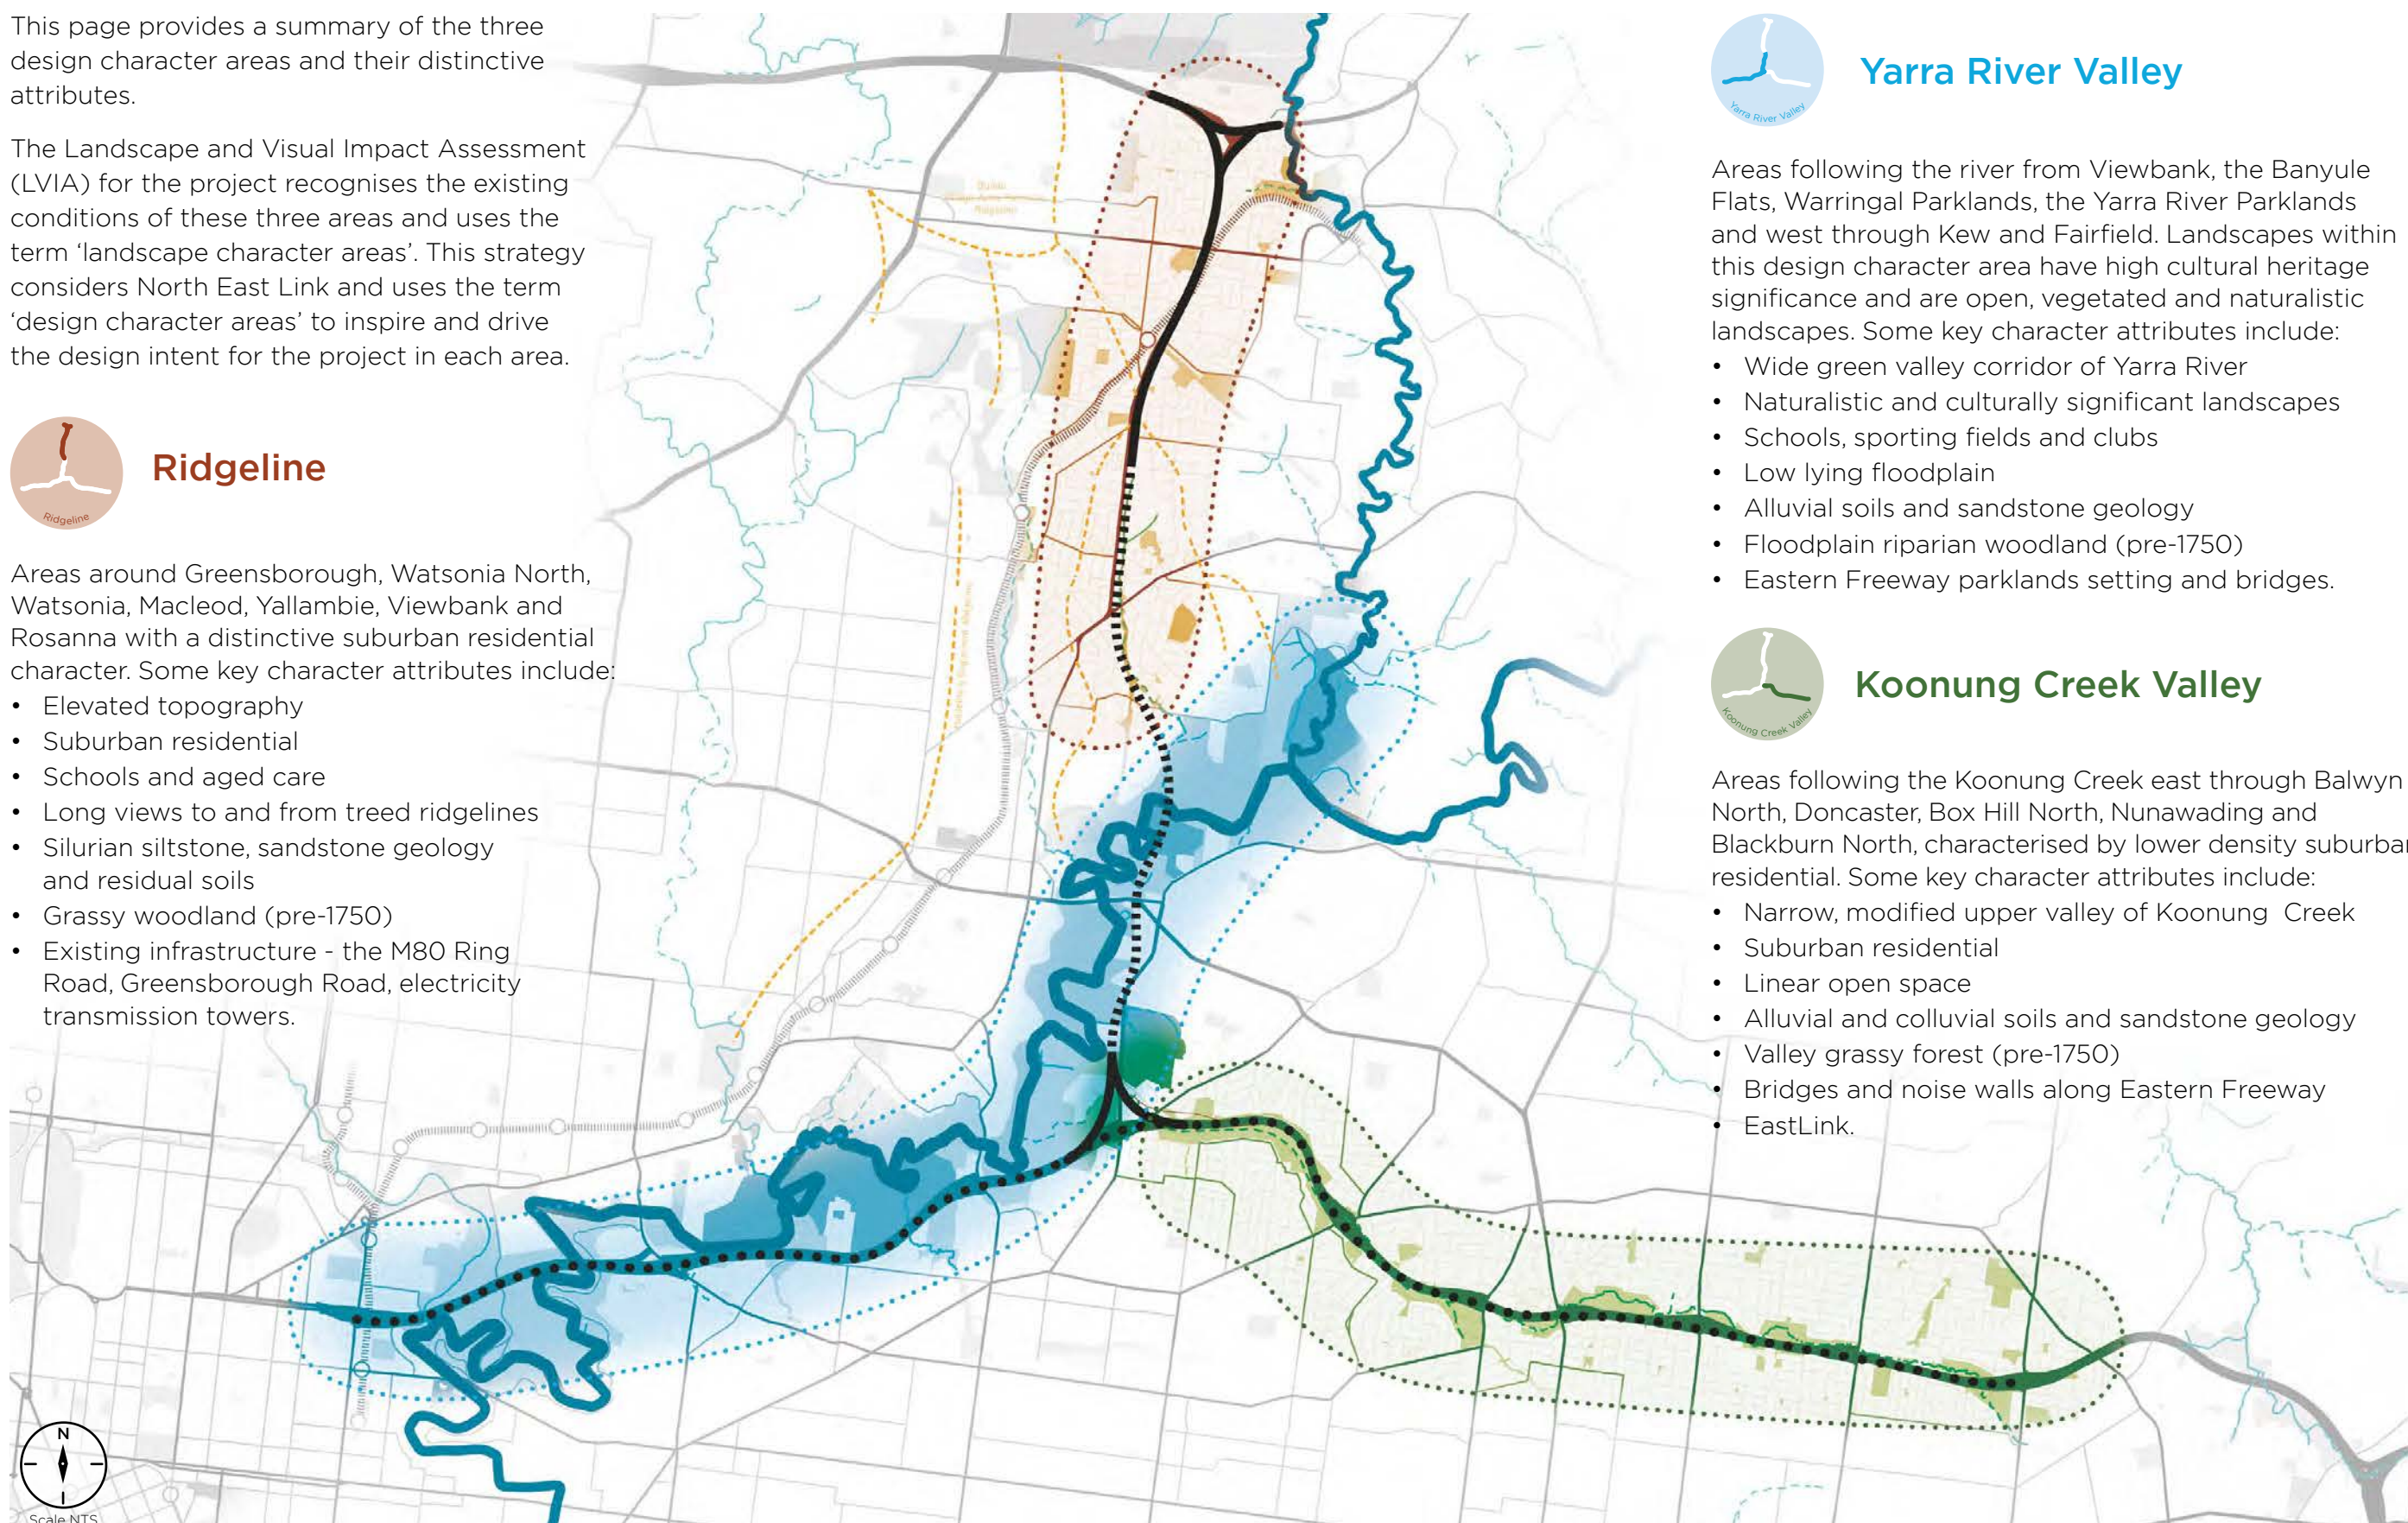 This page provides a summary of the three
design character areas and their distinctive
attributes.
The Landscape and Visual Impact Assessment
(LVIA) for the project recognises the existing
conditions of these three areas and uses the
term ‘landscape character areas’. This strategy
considers North East Link and uses the term
‘design character areas’ to inspire and drive
the design intent for the project in each area.
Ridgeline
Ridgeline
Areas around Greensborough, Watsonia North,
Watsonia, Macleod, Yallambie, Viewbank and
Rosanna with a distinctive suburban residential
character. Some key character attributes include:
• Elevated topography
• Suburban residential
• Schools and aged care
• Long views to and from treed ridgelines
• Silurian siltstone, sandstone geology
and residual soils
• Grassy woodland (pre-1750)
• Existing infrastructure - the M80 Ring
Road, Greensborough Road, electricity
transmission towers.
N
Scale NTS
Yarra River Valley
Yarra River Valley
Areas following the river from Viewbank, the Banyule
Flats, Warringal Parklands, the Yarra River Parklands
and west through Kew and Fairfield. Landscapes within
this design character area have high cultural heritage
significance and are open, vegetated and naturalistic
landscapes. Some key character attributes include:
• Wide green valley corridor of Yarra River
• Naturalistic and culturally significant landscapes
• Schools, sporting fields and clubs
• Low lying floodplain
• Alluvial soils and sandstone geology
• Floodplain riparian woodland (pre-1750)
• Eastern Freeway parklands setting and bridges.
Koonung Creek Valley
Koonung Creek Valley
Areas following the Koonung Creek east through Balwyn
North, Doncaster, Box Hill North, Nunawading and
Blackburn North, characterised by lower density suburba
residential. Some key character attributes include:
• Narrow, modified upper valley of Koonung Creek
• Suburban residential
• Linear open space
• Alluvial and colluvial soils and sandstone geology
• Valley grassy forest (pre-1750)
• Bridges and noise walls along Eastern Freeway
• EastLink.